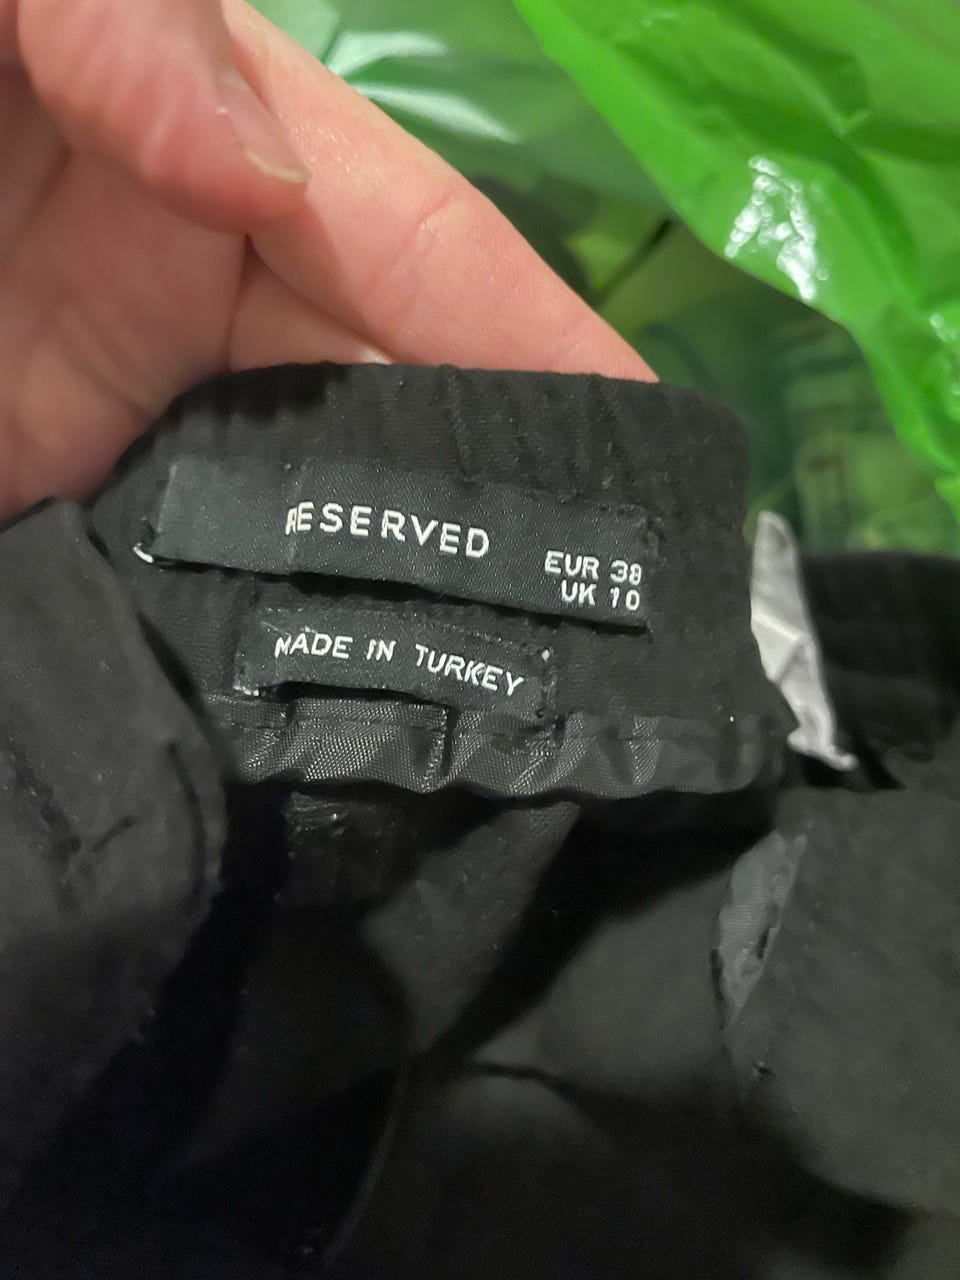 RESERVED
EUR 38
UK 10
MADE IN TURKEY